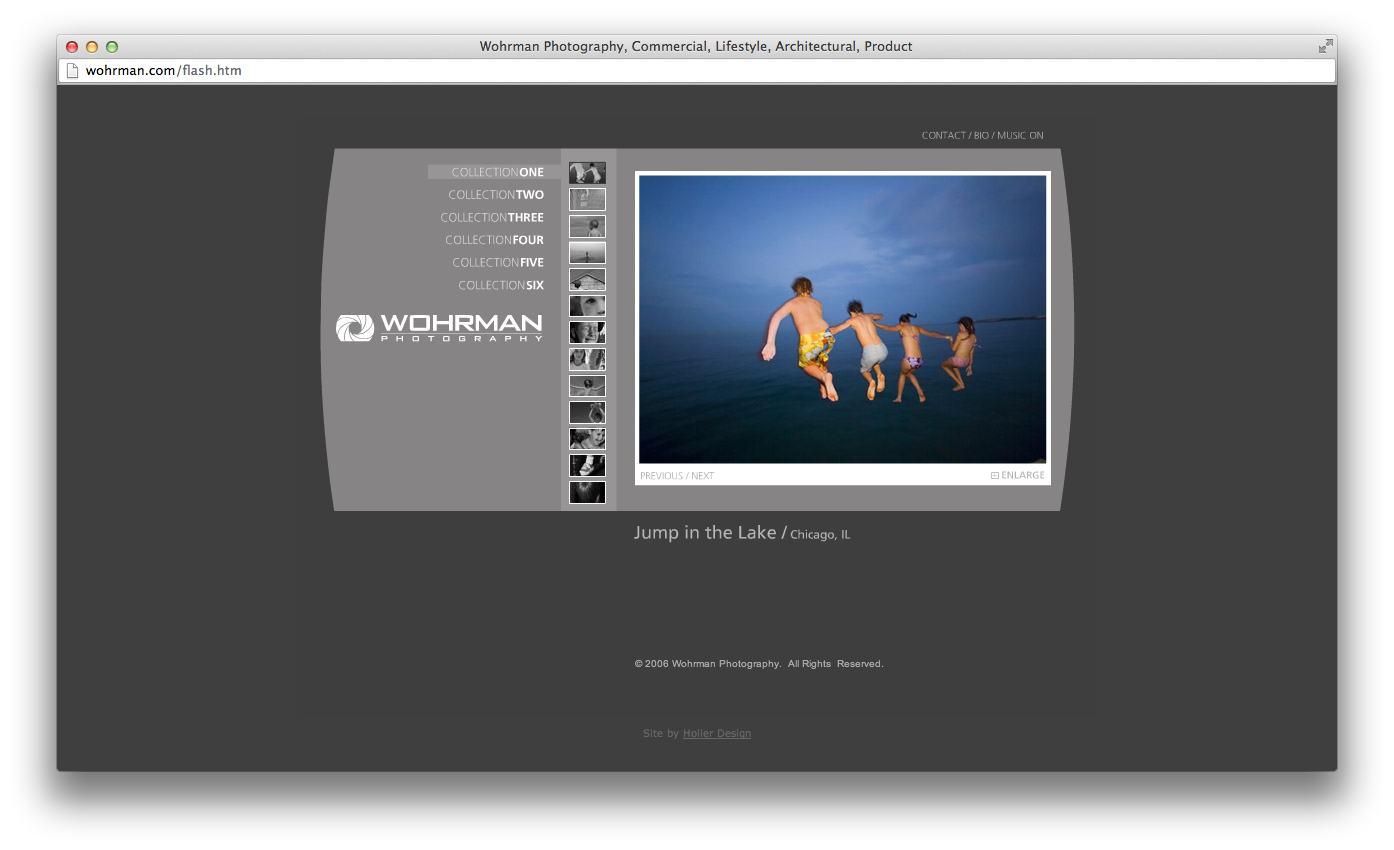 Wohrman Photography, Commercial, Lifestyle, Architectural, Product
wohrman.com/flash.htm
CONTACT / BIO / MUSIC ON
COLLECTIONONE
COLLECTIONTWO
COLLECTIONTHREE
COLLECTIONFOUR
COLLECTIONFIVE
COLLECTIONSIX
WOHRMAN
PHOTOGRAPHY
PREVIOUS / NEXT
ENLARGE
Jump in the Lake / Chicago, IL
© 2006 Wohrman Photography. All Rights Reserved.
Site by Holler Design